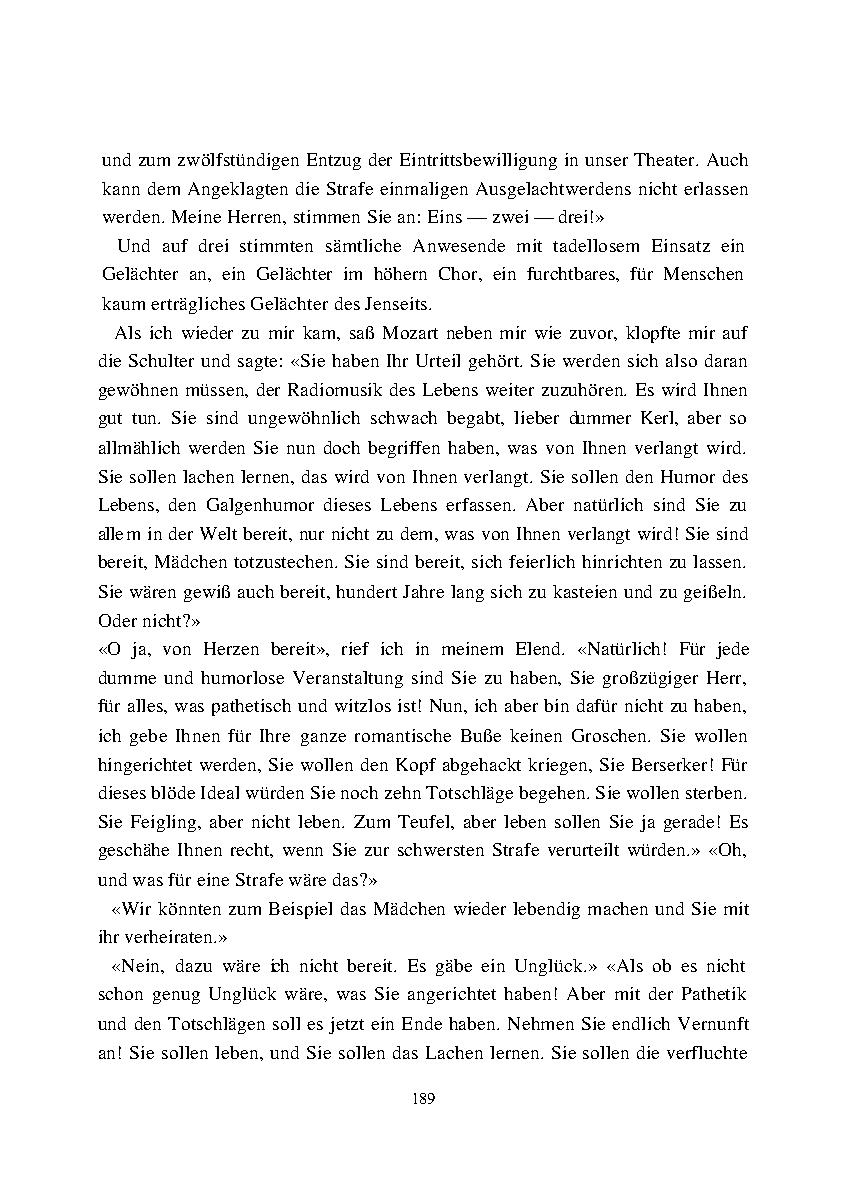 und zum zwölfstündigen Entzug der Eintrittsbewilligung in unser Theater. Auch
kann dem Angeklagten die Strafe einmaligen Ausgelachtwerdens nicht erlassen
werden. Meine Herren, stimmen Sie an: Eins — zwei — drei!»
Und auf drei stimmten sämtliche Anwesende mit tadellosem Einsatz ein
Gelächter an, ein Gelächter im höhern Chor, ein furchtbares, für Menschen
kaum erträgliches Gelächter des Jenseits.
Als ich wieder zu mir kam, saß Mozart neben mir wie zuvor, klopfte mir auf
die Schulter und sagte: «Sie haben Ihr Urteil gehört. Sie werden sich also daran
gewöhnen müssen, der Radiomusik des Lebens weiter zuzuhören. Es wird Ihnen
gut tun. Sie sind ungewöhnlich schwach begabt, lieber dummer Kerl, aber so
allmählich werden Sie nun doch begriffen haben, was von Ihnen verlangt wird.
Sie sollen lachen lernen, das wird von Ihnen verlangt. Sie sollen den Humor des
Lebens, den Galgenhumor dieses Lebens erfassen. Aber natürlich sind Sie zu
allem in der Welt bereit, nur nicht zu dem, was von Ihnen verlangt wird! Sie sind
bereit, Mädchen totzustechen. Sie sind bereit, sich feierlich hinrichten zu lassen.
Sie wären gewiß auch bereit, hundert Jahre lang sich zu kasteien und zu geißeln.
Oder nicht?»
«O ja, von Herzen bereit», rief ich in meinem Elend. «Natürlich! Für jede
dumme und humorlose Veranstaltung sind Sie zu haben, Sie großzügiger Herr,
für alles, was pathetisch und witzlos ist! Nun, ich aber bin dafür nicht zu haben,
ich gebe Ihnen für Ihre ganze romantische Buße keinen Groschen. Sie wollen
hingerichtet werden, Sie wollen den Kopf abgehackt kriegen, Sie Berserker! Für
dieses blöde Ideal würden Sie noch zehn Totschläge begehen. Sie wollen sterben.
Sie Feigling, aber nicht leben. Zum Teufel, aber leben sollen Sie ja gerade! Es
geschähe Ihnen recht, wenn Sie zur schwersten Strafe verurteilt würden.» «Oh,
und was für eine Strafe wäre das?»
«Wir könnten zum Beispiel das Mädchen wieder lebendig machen und Sie mit
ihr verheiraten.»
«Nein, dazu wäre ich nicht bereit. Es gäbe ein Unglück.» «Als ob es nicht
schon genug Unglück wäre, was Sie angerichtet haben! Aber mit der Pathetik
und den Totschlägen soll es jetzt ein Ende haben. Nehmen Sie endlich Vernunft
an! Sie sollen leben, und Sie sollen das Lachen lernen. Sie sollen die verfluchte
189